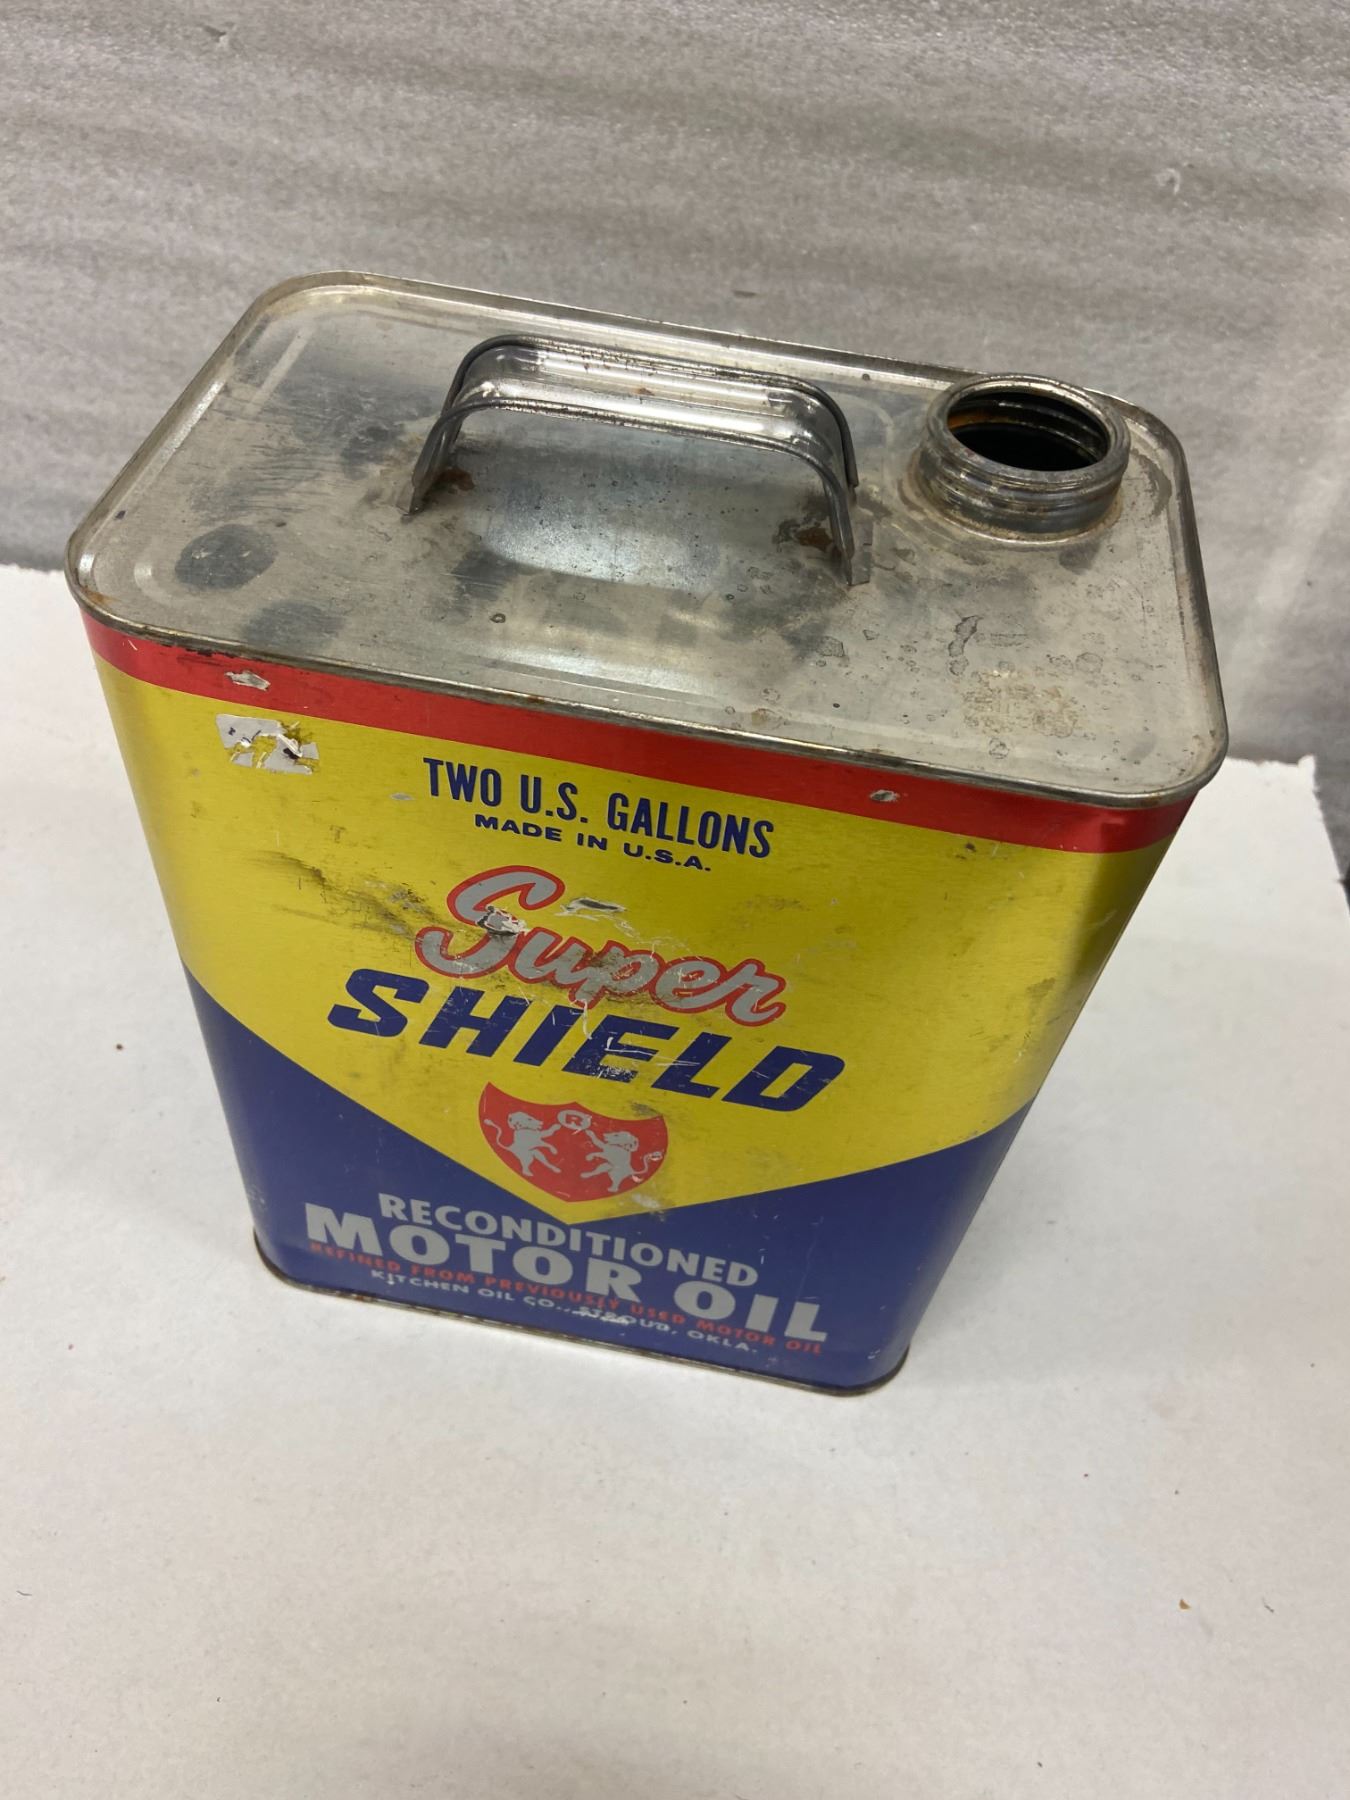 TWO U.S. GALLONS
MADE IN U.S.A.
Super
SHIELD
R
RECONDITIONED
MOTOR OIL
REFINED FROM PREVIOUSLY USED MOTOR OIL
KITCHEN OIL CO., STROUD, OKLA.